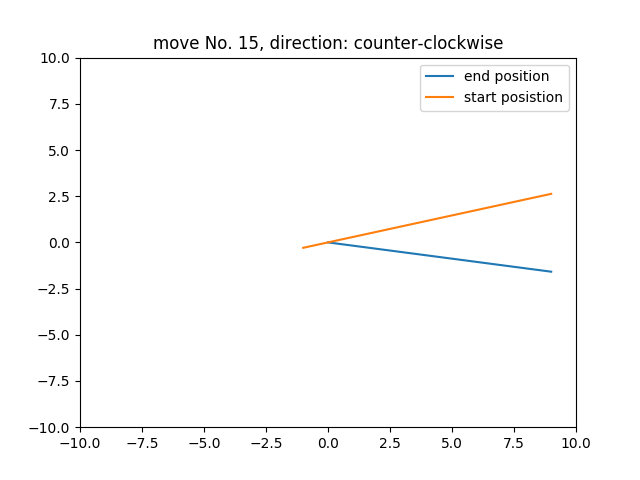 move No. 15, direction: counter-clockwise
end position
start posistion
10.0
7.5
5.0
2.5
0.0
−2.5
−5.0
−7.5
−10.0
−10.0 −7.5 −5.0 −2.5 0.0 2.5 5.0 7.5 10.0